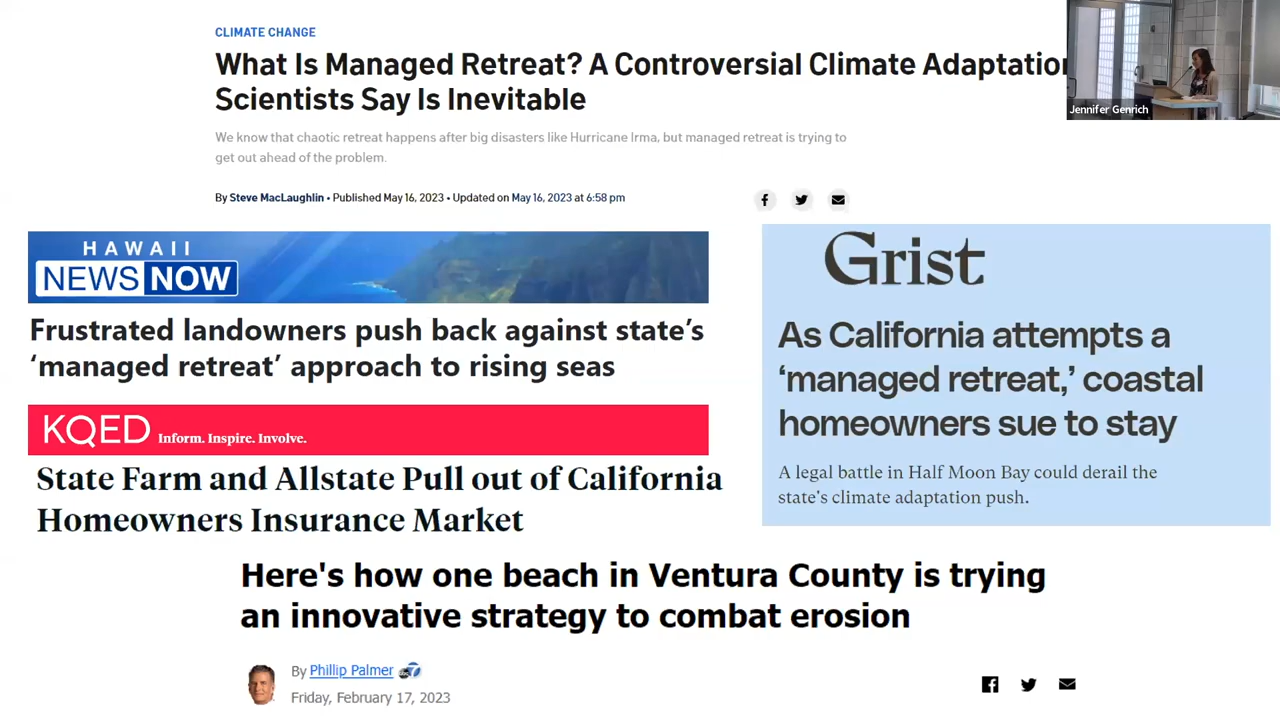 CLIMATE CHANGE
What Is Managed Retreat? A Controversial Climate Adaptation
Scientists Say Is Inevitable
We know that chaotic retreat happens after big disasters like Hurricane Irma, but managed retreat is trying to
get out ahead of the problem.
By Steve MacLaughlin • Published May 16, 2023 • Updated on May 16, 2023 at 6:58 pm
Jennifer Genrich
HAWAII
NEWS NOW
Frustrated landowners push back against state’s
‘managed retreat’ approach to rising seas
KQED Inform. Inspire. Involve.
State Farm and Allstate Pull out of California
Homeowners Insurance Market
Grist
As California attempts a
‘managed retreat,’ coastal
homeowners sue to stay
A legal battle in Half Moon Bay could derail the
state's climate adaptation push.
Here's how one beach in Ventura County is trying
an innovative strategy to combat erosion
By Phillip Palmer abc7
Friday, February 17, 2023